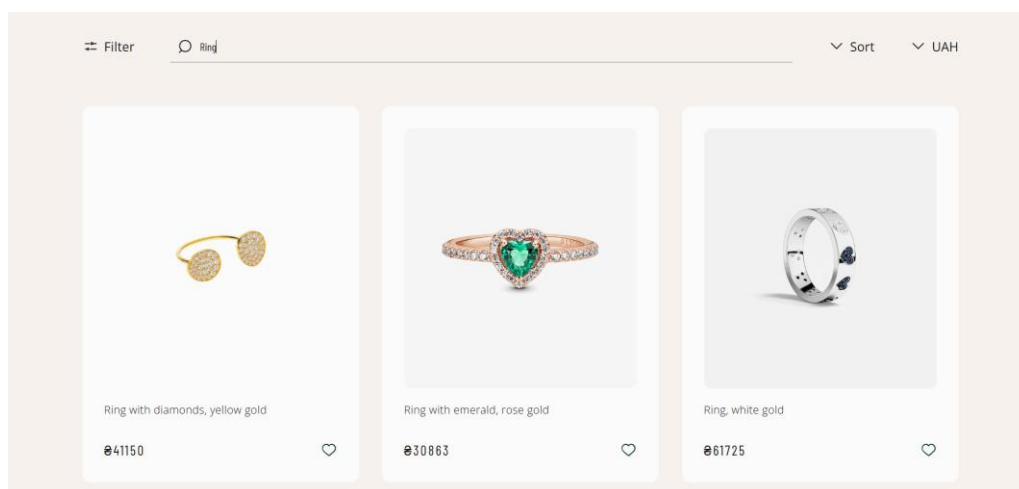 Filter
Ring
Sort
UAH
Ring with diamonds, yellow gold
Ring with emerald, rose gold
Ring, white gold
₴41150
₴30863
₴61725